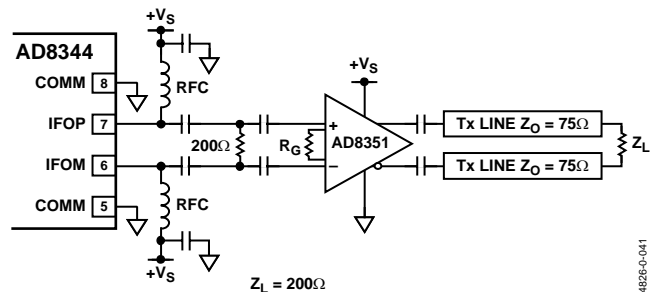 +VS
AD8344
COMM 8
RFC
+VS
IFOP 7
200Ω
RG
+
−
AD8351
Tx LINE ZO = 75Ω
Tx LINE ZO = 75Ω
ZL
IFOM 6
RFC
COMM 5
+VS
ZL = 200Ω
4826-0-041